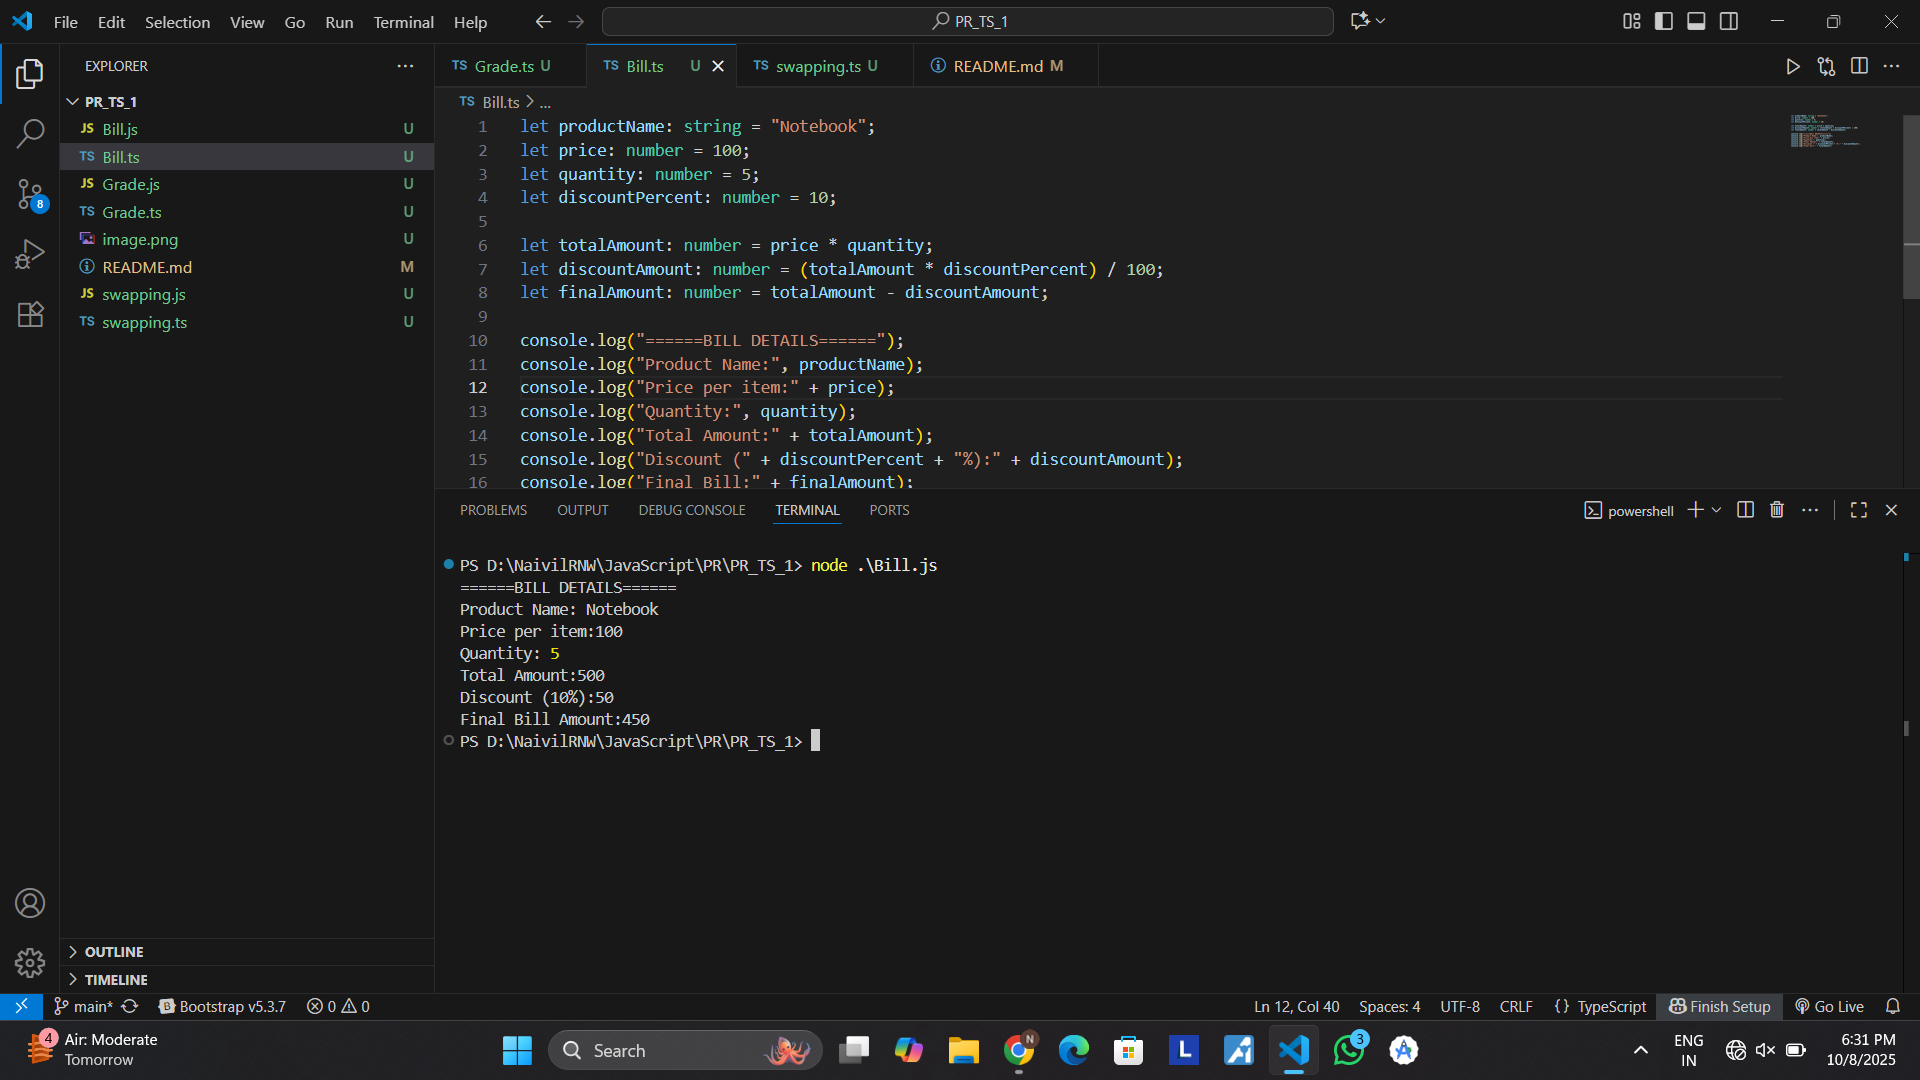 File Edit Selection View Go Run Terminal Help
PR_TS_1
EXPLORER
PR_TS_1
JS Bill.js U
TS Bill.ts U
JS Grade.js U
TS Grade.ts U
image.png U
README.md M
JS swapping.js U
TS swapping.ts U
8
OUTLINE
TIMELINE
TS Grade.ts U
TS Bill.ts U
TS swapping.ts U
README.md M
TS Bill.ts > ...
1 let productName: string = "Notebook";
2 let price: number = 100;
3 let quantity: number = 5;
4 let discountPercent: number = 10;
5
6 let totalAmount: number = price * quantity;
7 let discountAmount: number = (totalAmount * discountPercent) / 100;
8 let finalAmount: number = totalAmount - discountAmount;
9
10 console.log("======BILL DETAILS======");
11 console.log("Product Name:", productName);
12 console.log("Price per item:" + price);
13 console.log("Quantity:", quantity);
14 console.log("Total Amount:" + totalAmount);
15 console.log("Discount (" + discountPercent + "%):" + discountAmount);
16 console.log("Final Bill:" + finalAmount);
PROBLEMS OUTPUT DEBUG CONSOLE TERMINAL PORTS
powershell
PS D:\NaivilRNW\JavaScript\PR\PR_TS_1> node .\Bill.js
======BILL DETAILS======
Product Name: Notebook
Price per item:100
Quantity: 5
Total Amount:500
Discount (10%):50
Final Bill Amount:450
PS D:\NaivilRNW\JavaScript\PR\PR_TS_1>
main* Bootstrap v5.3.7 0 0
Ln 12, Col 40 Spaces: 4 UTF-8 CRLF {} TypeScript Finish Setup Go Live
4
Air: Moderate
Tomorrow
Search
N
L
3
ENG
IN
6:31 PM
10/8/2025